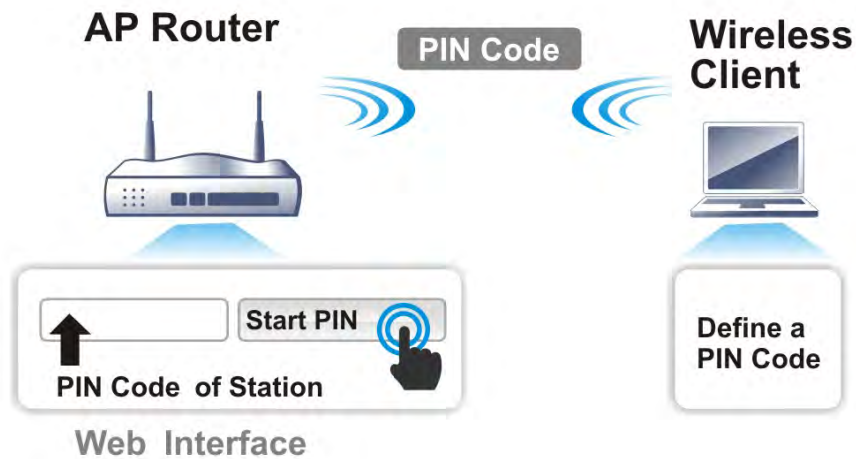 AP Router
PIN Code
Wireless
Client
Start PIN
PIN Code of Station
Web Interface
Define a
PIN Code